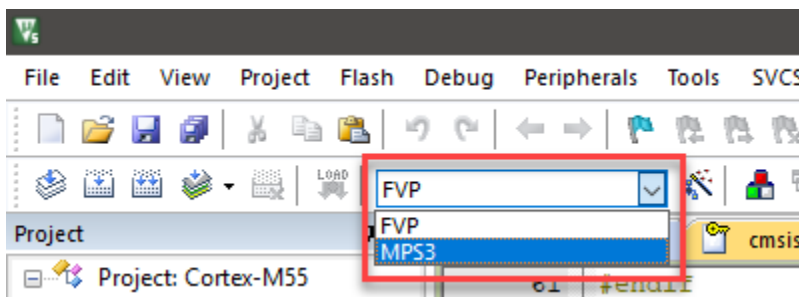 File Edit View Project Flash Debug Peripherals Tools SVCS
LOAD
FVP
FVP
MPS3
Project
cmsis
Project: Cortex-M55
61 #endif